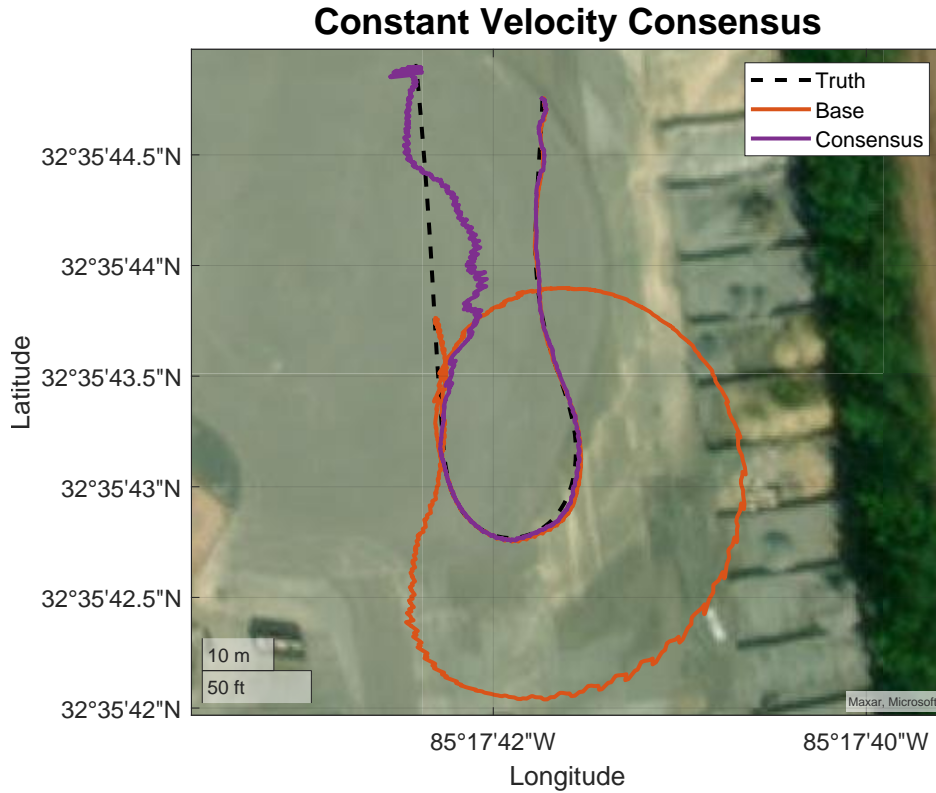 Constant Velocity Consensus
Truth
Base
Consensus
32°35'44.5"N
32°35'44"N
32°35'43.5"N
32°35'43"N
32°35'42.5"N
32°35'42"N
Latitude
10 m
50 ft
Maxar, Microsoft
85°17'42"W
85°17'40"W
Longitude